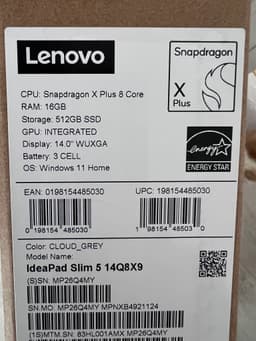 Lenovo
Snapdragon
X
Plus
CPU: Snapdragon X Plus 8 Core
RAM: 16GB
Storage: 512GB SSD
GPU: INTEGRATED
Display: 14.0" WUXGA
Battery: 3 CELL
OS: Windows 11 Home
energy
ENERGY STAR
EAN: 0198154485030
UPC: 198154485030
0 198154 485030
1 98154 48503 0
Color: CLOUD_GREY
Model Name:
IdeaPad Slim 5 14Q8X9
(S)SN: MP26Q4MY
SN.MO: MP26Q4MY MPNXB4921124
(1S)MTM.SN: 83HL001AMX MP26Q4MY